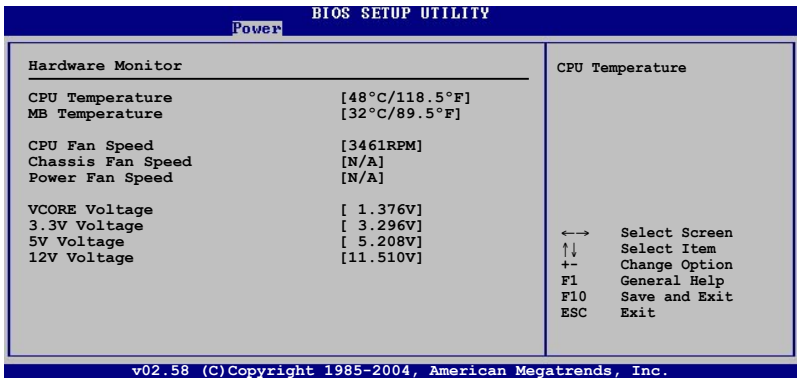 BIOS SETUP UTILITY
Power
Hardware Monitor
CPU Temperature [48°C/118.5°F]
MB Temperature [32°C/89.5°F]
CPU Fan Speed [3461RPM]
Chassis Fan Speed [N/A]
Power Fan Speed [N/A]
VCORE Voltage [ 1.376V]
3.3V Voltage [ 3.296V]
5V Voltage [ 5.208V]
12V Voltage [11.510V]
CPU Temperature
←→ Select Screen
↑↓ Select Item
+- Change Option
F1 General Help
F10 Save and Exit
ESC Exit
v02.58 (C)Copyright 1985-2004, American Megatrends, Inc.